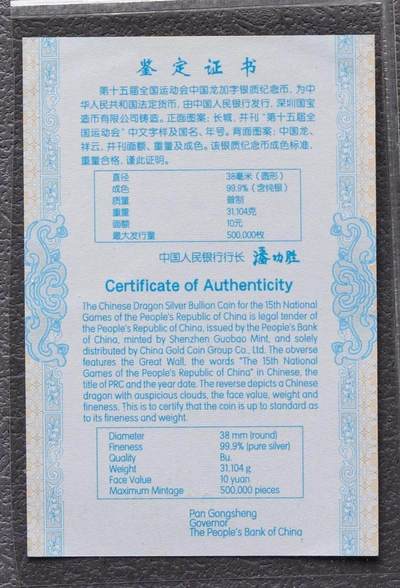 鉴定证书
第十五届全国运动会中国龙加字银质纪念币，为中
华人民共和国法定货币，由中国人民银行发行，深圳国宝
造币有限公司铸造。正面图案：长城，并刊“第十五届全
国运动会”中文字样及国名、年号。背面图案：中国龙、
祥云，并刊面额、重量及成色。该银质纪念币成色标准，
重量合格，谨此证明。
直径 38毫米（圆形）
成色 99.9%（含纯银）
质量 普制
重量 31.104克
面额 10元
最大发行量 500,000枚
中国人民银行行长 潘功胜
Certificate of Authenticity
The Chinese Dragon Silver Bullion Coin for the 15th National
Games of the People's Republic of China is legal tender of
the People's Republic of China, issued by the People's Bank
of China, minted by Shenzhen Guobao Mint, and solely
distributed by China Gold Coin Group Co., Ltd. The obverse
features the Great Wall, the words "The 15th National
Games of the People's Republic of China" in Chinese, the
title of PRC and the year date. The reverse depicts a Chinese
dragon with auspicious clouds, the face value, weight and
fineness. This is to certify that the coin is up to standard as
to its fineness and weight.
Diameter 38 mm (round)
Fineness 99.9% (pure silver)
Quality Bu.
Weight 31.104 g
Face Value 10 yuan
Maximum Mintage 500,000 pieces
Pan Gongsheng
Governor
The People's Bank of China